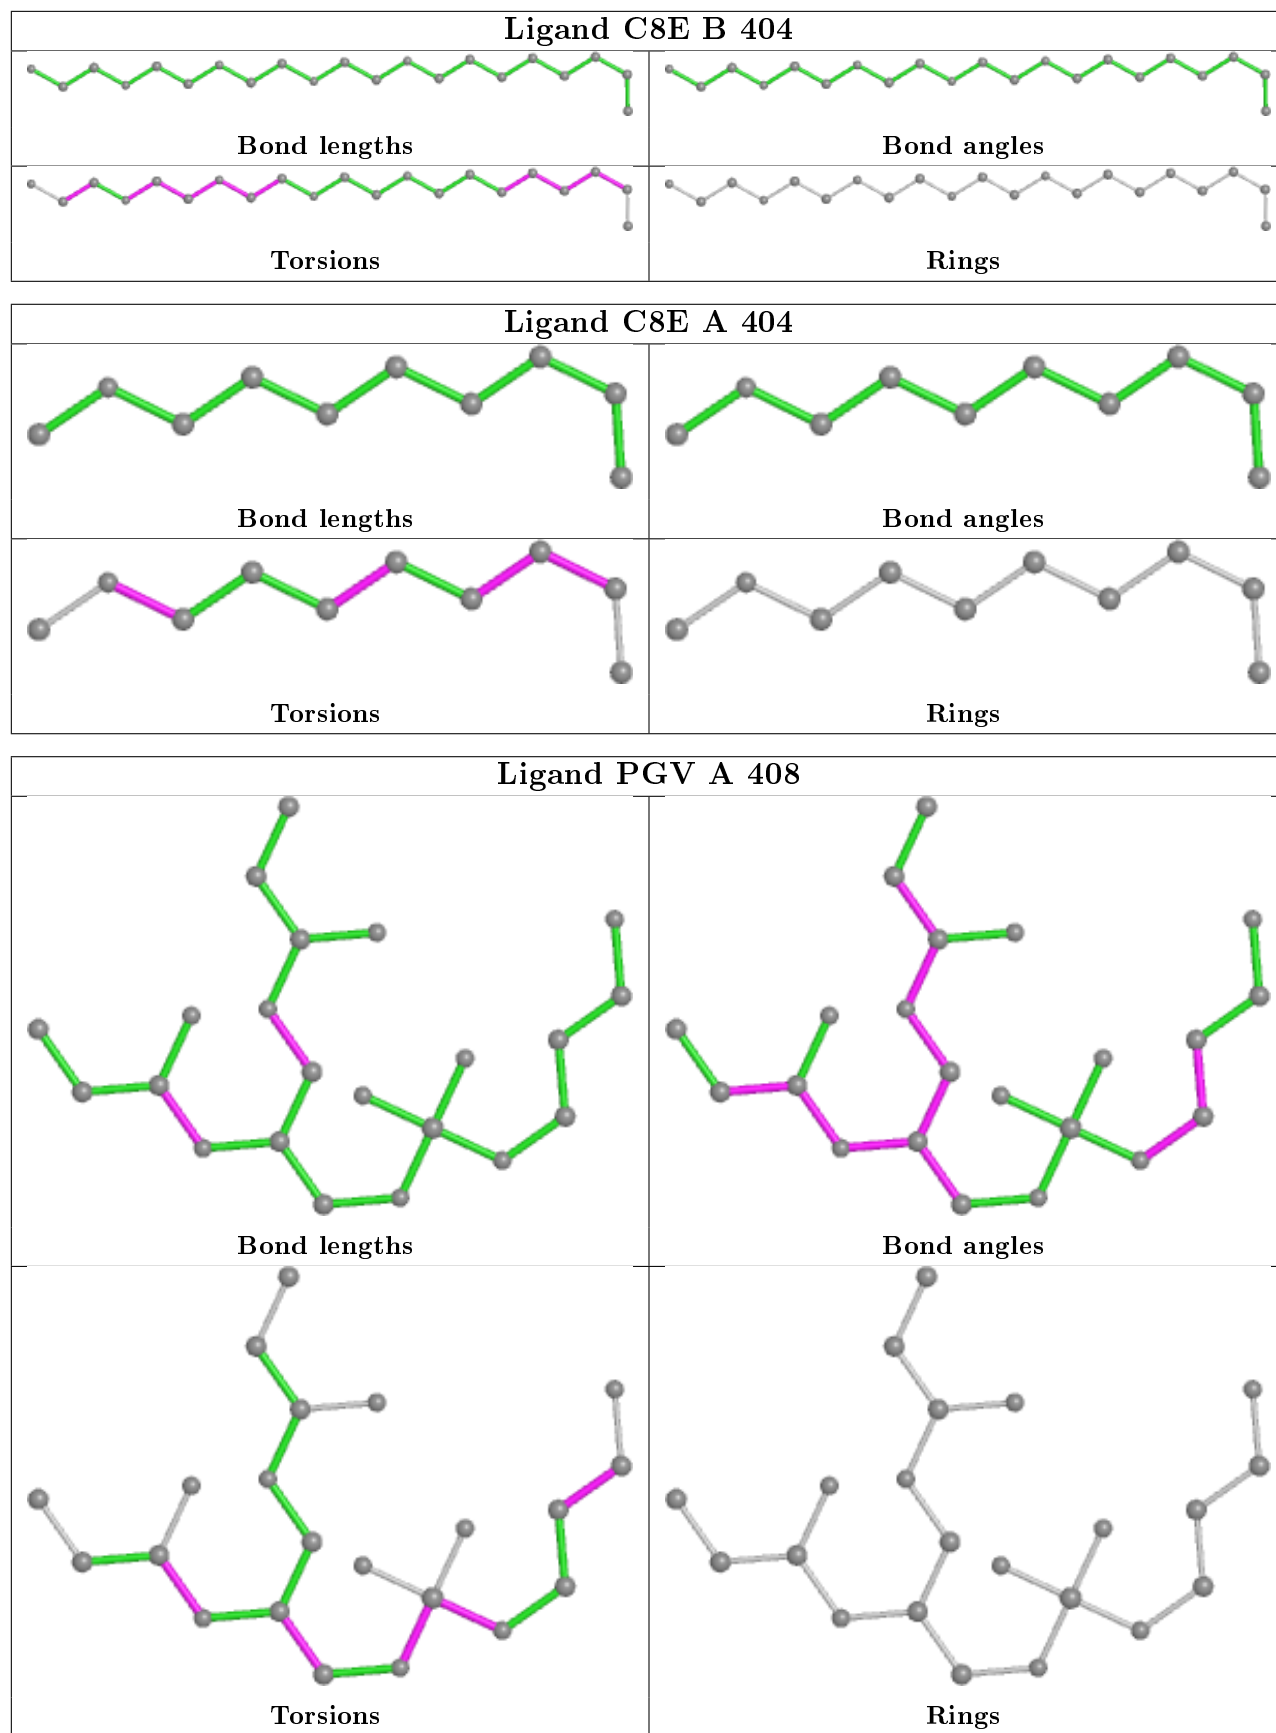 Ligand C8E B 404
Bond lengths
Bond angles
Torsions
Rings
Ligand C8E A 404
Bond lengths
Bond angles
Torsions
Rings
Ligand PGV A 408
Bond lengths
Bond angles
Torsions
Rings